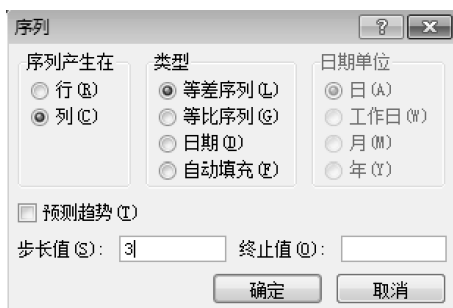 序列
序列产生在
行(R)
列(C)
类型
等差序列(L)
等比序列(G)
日期(D)
自动填充(F)
日期单位
日(A)
工作日(W)
月(M)
年(Y)
预测趋势(T)
步长值(S): 3 终止值(O):
确定 取消